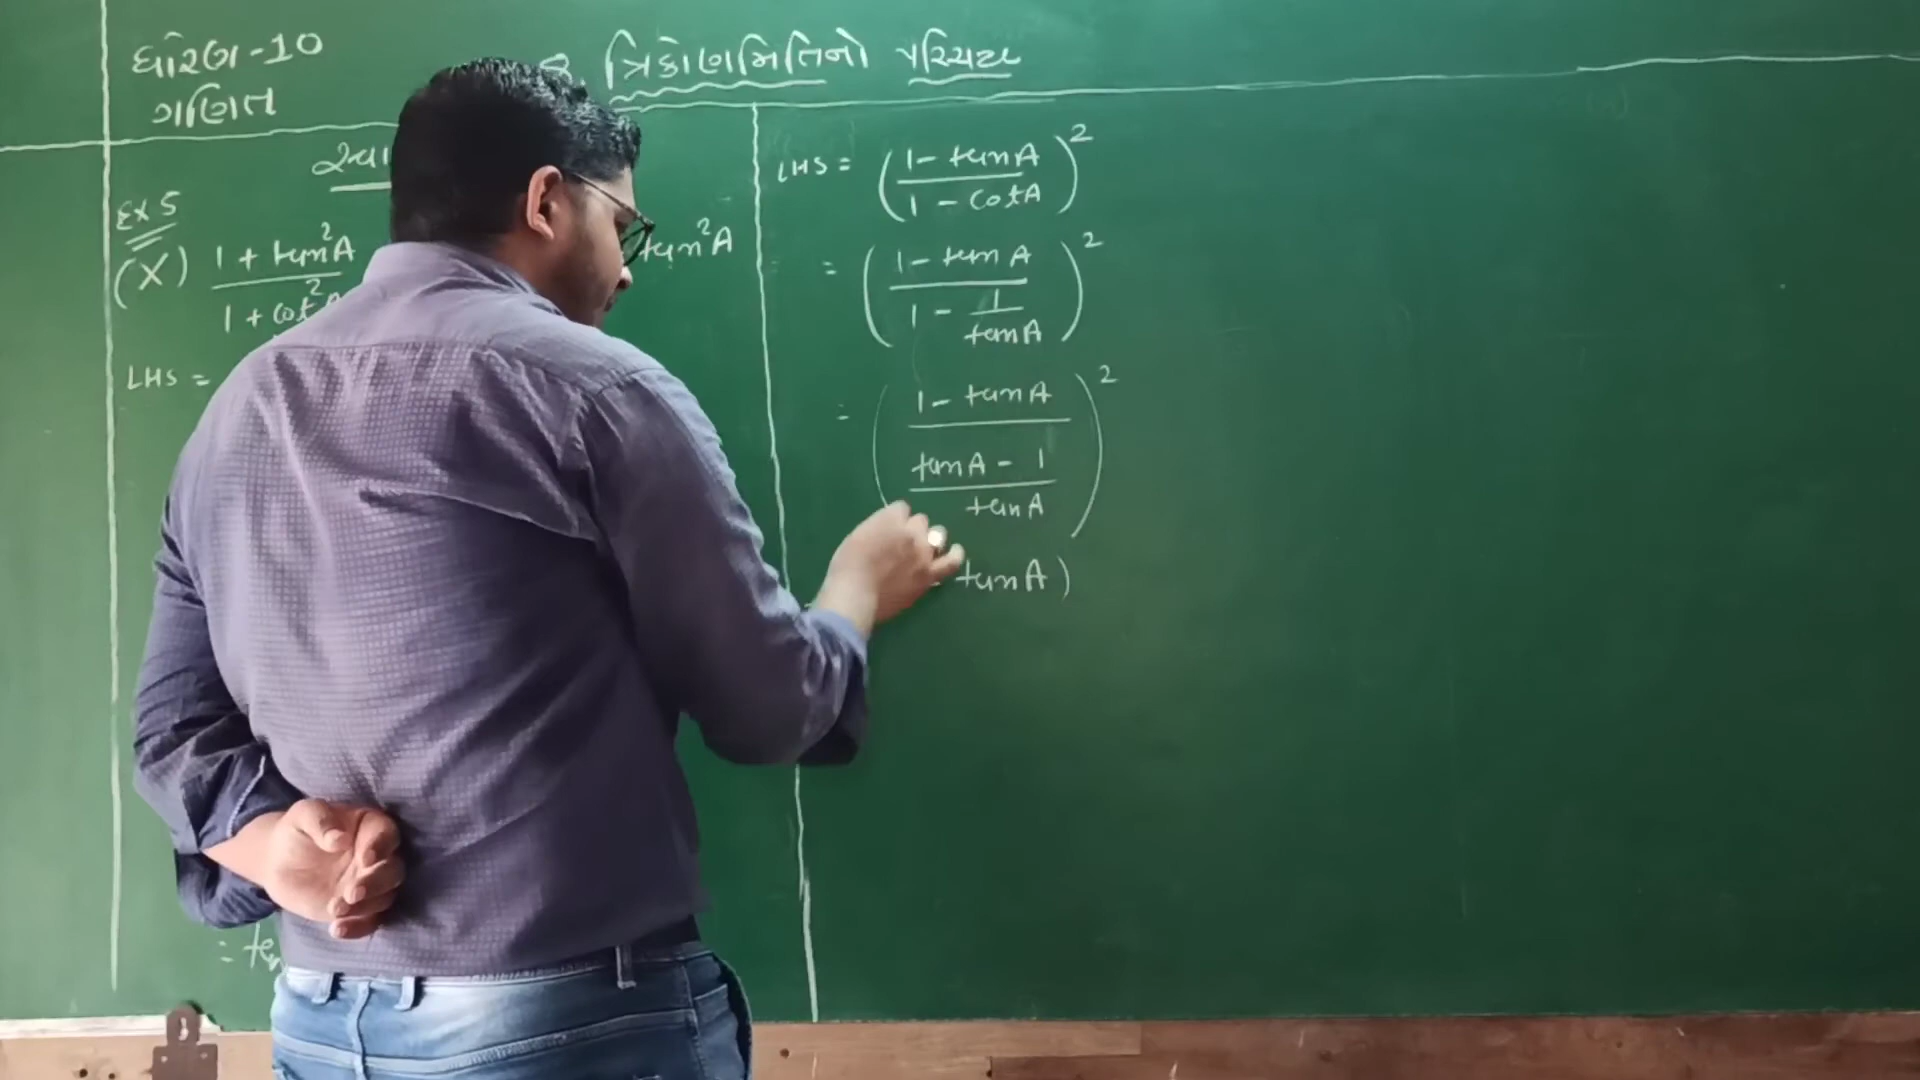 ધોરણ-10
ગણિત
8. ત્રિકોણમિતિનો પરિચય
Ex 5
(X) 1 + tan²A / 1 + cot²A
tan²A
LHS =
LHS = ( 1 - tanA / 1 - cotA )²
= ( 1 - tanA / 1 - 1 / tanA )²
= ( 1 - tanA / tanA - 1 / tanA )²
tanA )